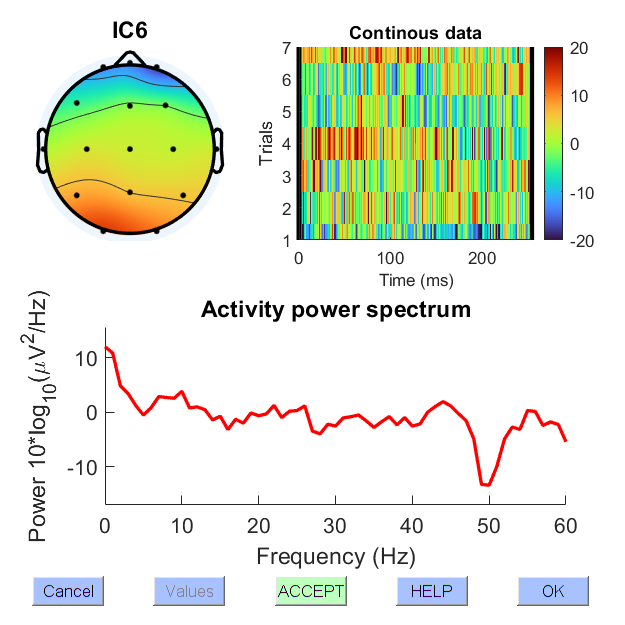 IC6
Continous data
7
6
5
4
3
2
1
Trials
0
100
200
Time (ms)
20
10
0
-10
-20
Activity power spectrum
Power 10*log10(μV2/Hz)
10
0
-10
0
10
20
30
40
50
60
Frequency (Hz)
Cancel
Values
ACCEPT
HELP
OK